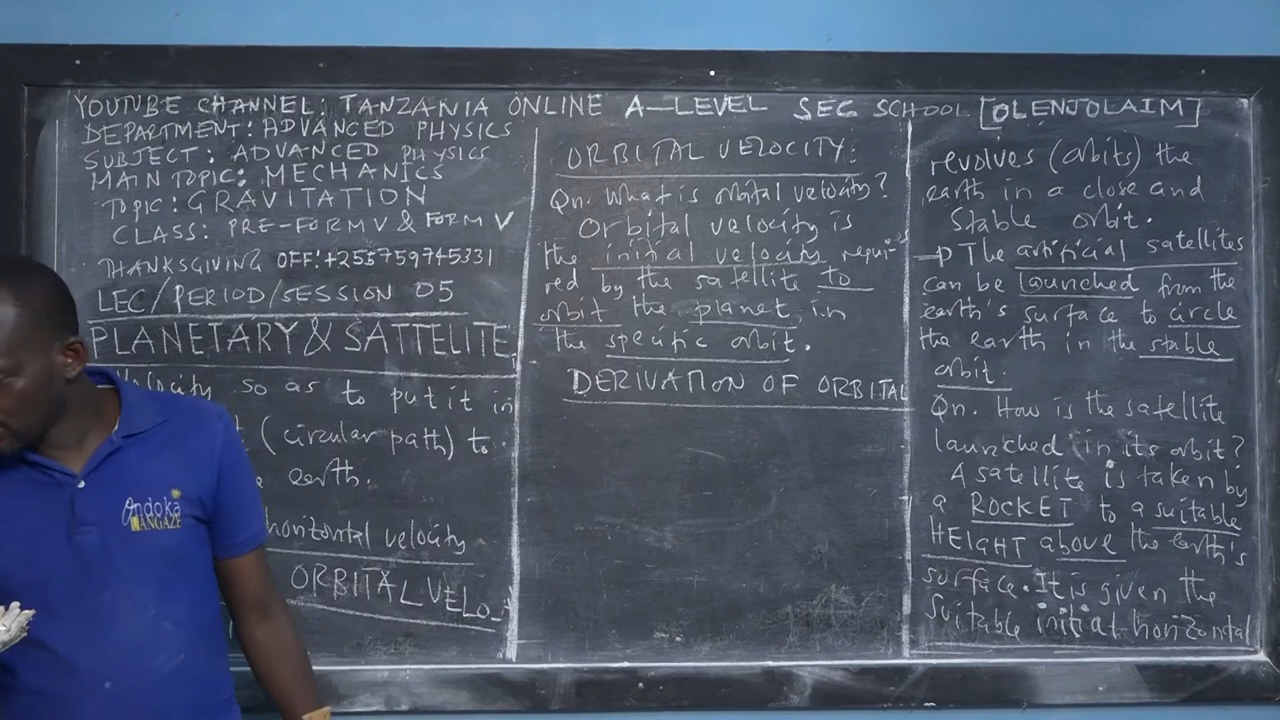 YOUTUBE CHANNEL: TANZANIA ONLINE A-LEVEL SEC SCHOOL [OLENJOLAIM]
DEPARTMENT: ADVANCED PHYSICS
SUBJECT: ADVANCED PHYSICS
MAIN TOPIC: MECHANICS
TOPIC: GRAVITATION
CLASS: PRE-FORM V & FORM V
THANKSGIVING OFF: +255759745331
LEC/PERIOD/SESSION 05
PLANETARY & SATTELITE
Velocity so as to put it in
(circular path) to
earth.
horizontal velocity
ORBITAL VELO-
ORBITAL VELOCITY:
Qn. What is orbital velocity?
Orbital velocity is
the initial velocity requi
red by the satellite to
orbit the planet in
the specific orbit.
DERIVATION OF ORBITAL
revolves (orbits) the
earth in a close and
stable orbit.
→ The artificial satellites
can be launched from the
earth's surface to circle
the earth in the stable
orbit.
Qn. How is the satellite
launched in its orbit?
A satellite is taken by
a ROCKET to a suitable
HEIGHT above the earth's
surface. It is given the
suitable initial horizontal
Ondoka